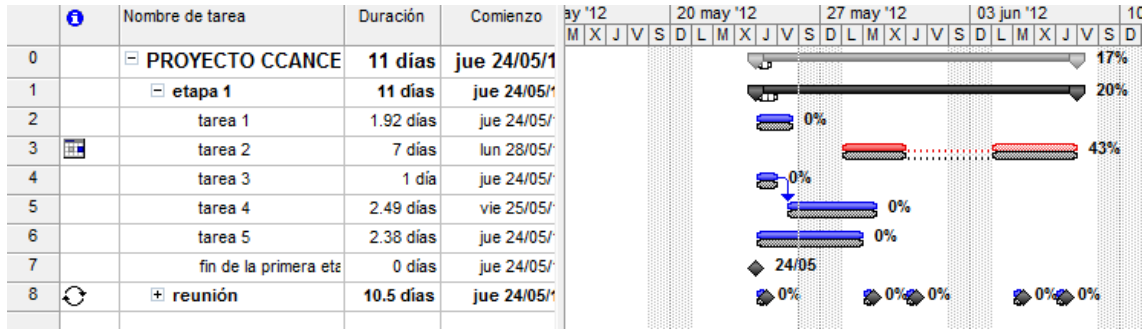 Nombre de tarea Duración Comienzo ay '12 20 may '12 27 may '12 03 jun '12 10
M X J V S D L M X J V S D L M X J V S D L M X J V S D
0 PROYECTO CCANCE 11 días jue 24/05/1 17%
1 etapa 1 11 días jue 24/05/1 20%
2 tarea 1 1.92 días jue 24/05/ 0%
3 tarea 2 7 días lun 28/05/ 43%
4 tarea 3 1 día jue 24/05/ 0%
5 tarea 4 2.49 días vie 25/05/ 0%
6 tarea 5 2.38 días jue 24/05/ 0%
7 fin de la primera eta 0 días jue 24/05/ 24/05
8 reunión 10.5 días jue 24/05/1 0% 0% 0% 0% 0%